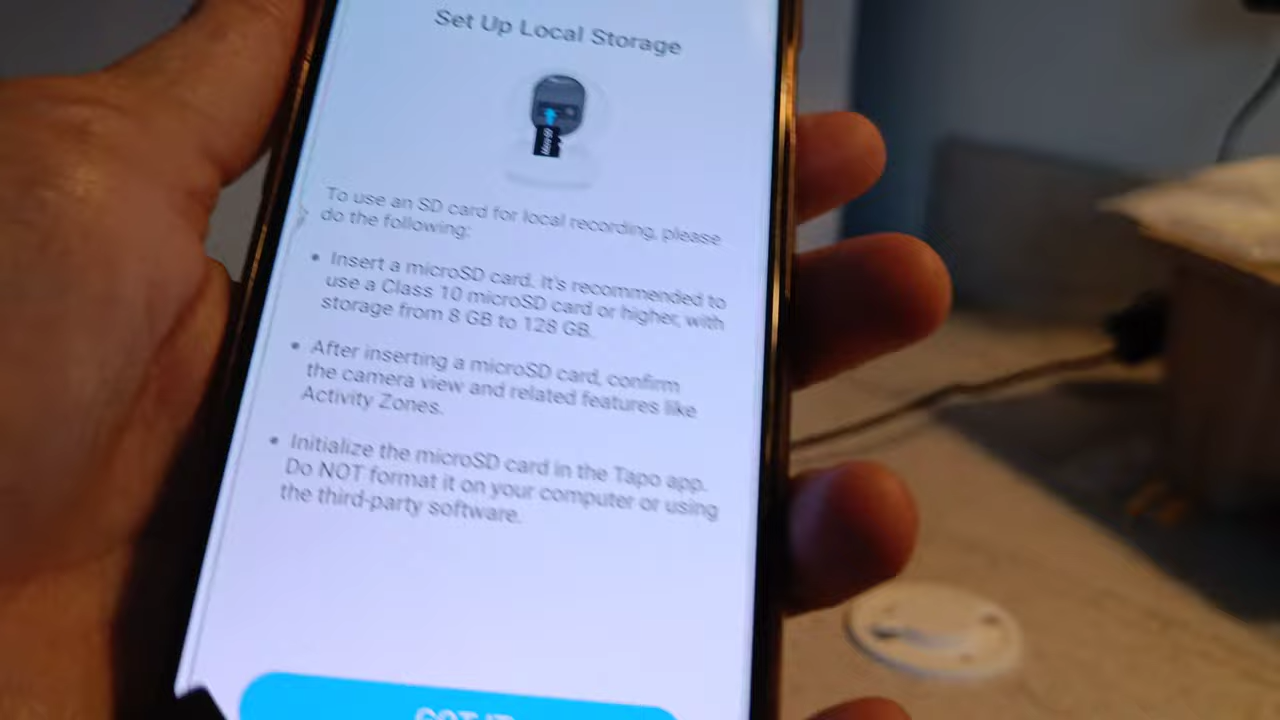 Set Up Local Storage
To use an SD card for local recording, please
do the following:
• Insert a microSD card. It's recommended to
use a Class 10 microSD card or higher, with
storage from 8 GB to 128 GB.
• After inserting a microSD card, confirm
the camera view and related features like
Activity Zones.
• Initialize the microSD card in the Tapo app.
Do NOT format it on your computer or using
the third-party software.
GOT IT